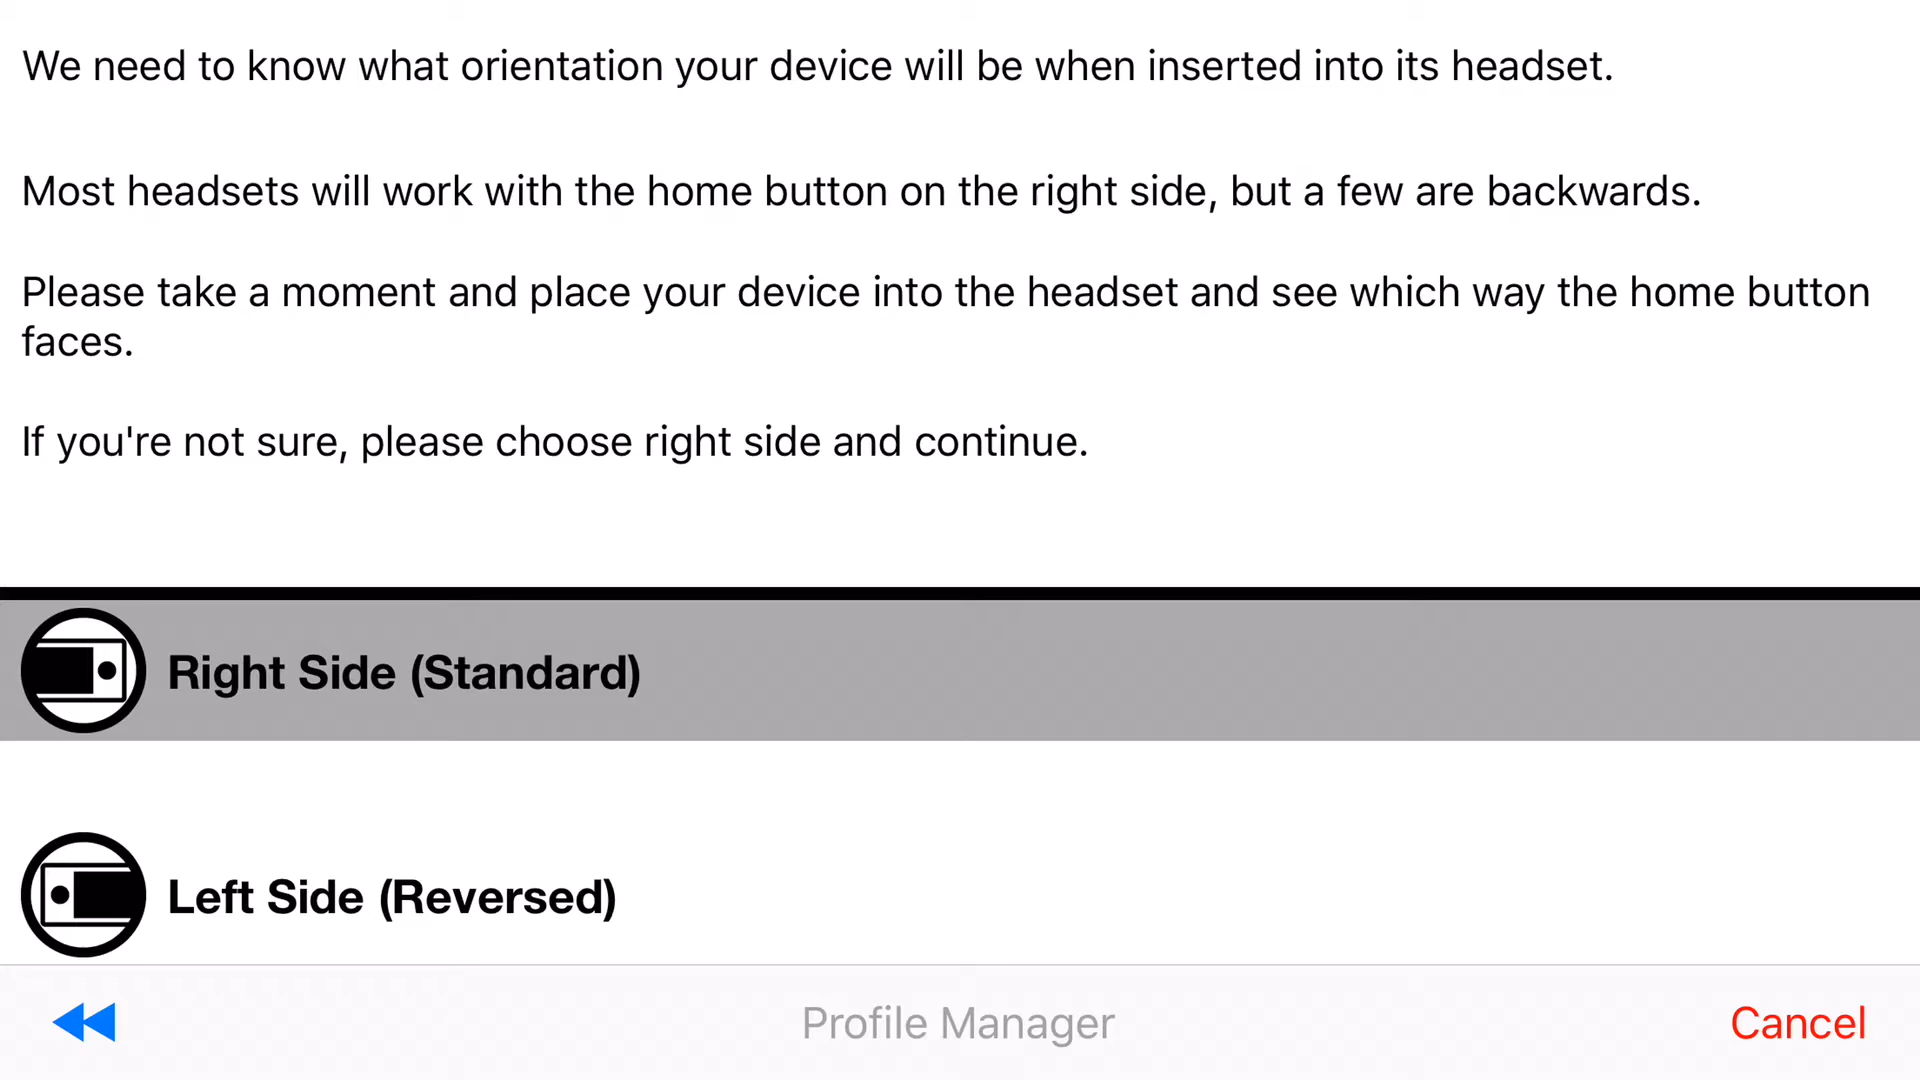 We need to know what orientation your device will be when inserted into its headset.
Most headsets will work with the home button on the right side, but a few are backwards.
Please take a moment and place your device into the headset and see which way the home button
faces.
If you're not sure, please choose right side and continue.
Right Side (Standard)
Left Side (Reversed)
Profile Manager
Cancel